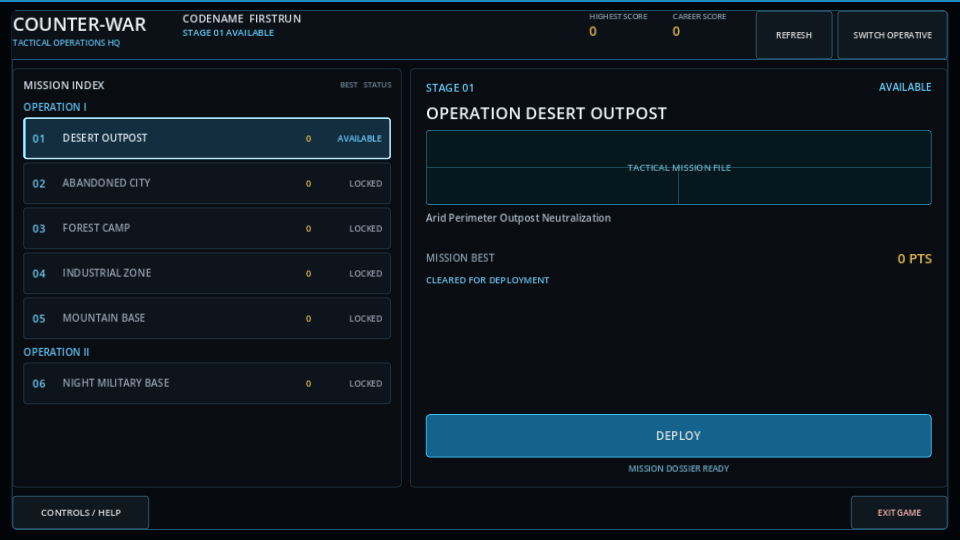 COUNTER-WAR
TACTICAL OPERATIONS HQ
CODENAME FIRSTRUN
STAGE 01 AVAILABLE
HIGHEST SCORE
0
CAREER SCORE
0
REFRESH
SWITCH OPERATIVE
MISSION INDEX
BEST STATUS
OPERATION I
01 DESERT OUTPOST 0 AVAILABLE
02 ABANDONED CITY 0 LOCKED
03 FOREST CAMP 0 LOCKED
04 INDUSTRIAL ZONE 0 LOCKED
05 MOUNTAIN BASE 0 LOCKED
OPERATION II
06 NIGHT MILITARY BASE 0 LOCKED
STAGE 01
AVAILABLE
OPERATION DESERT OUTPOST
TACTICAL MISSION FILE
Arid Perimeter Outpost Neutralization
MISSION BEST 0 PTS
CLEARED FOR DEPLOYMENT
DEPLOY
MISSION DOSSIER READY
CONTROLS / HELP
EXIT GAME